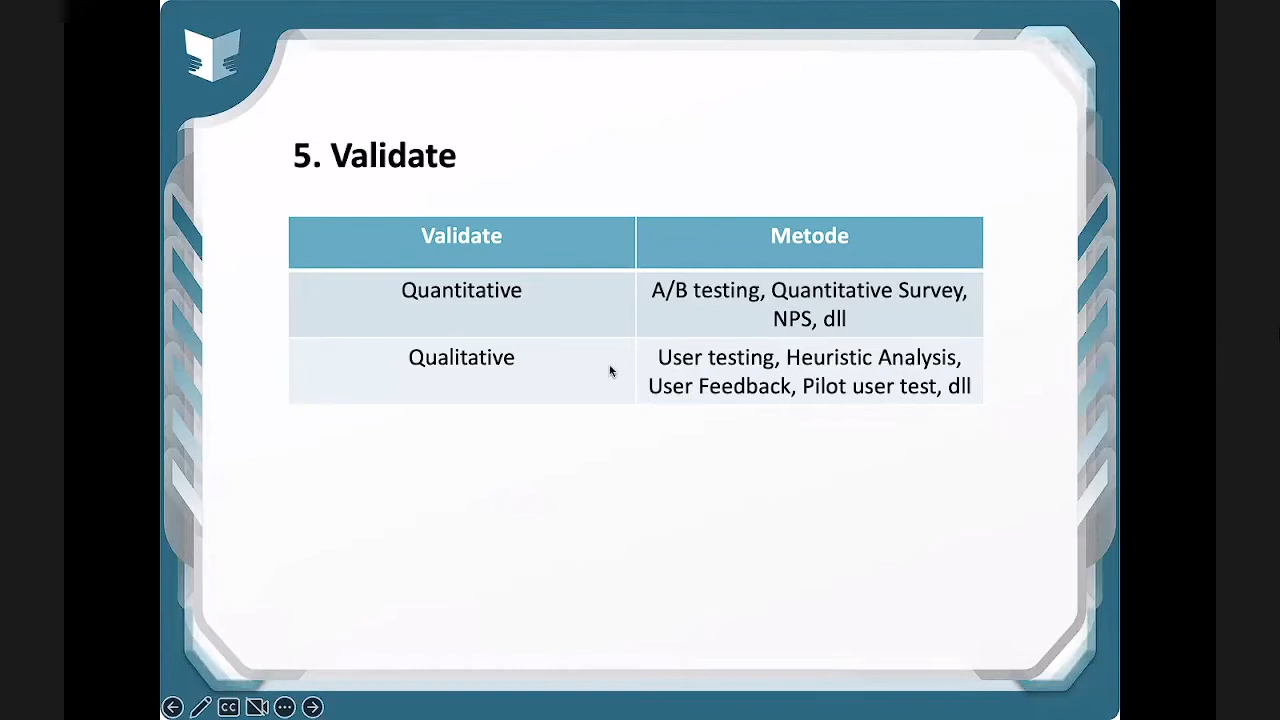 5. Validate
Validate
Metode
Quantitative
A/B testing, Quantitative Survey,
NPS, dll
Qualitative
User testing, Heuristic Analysis,
User Feedback, Pilot user test, dll
CC